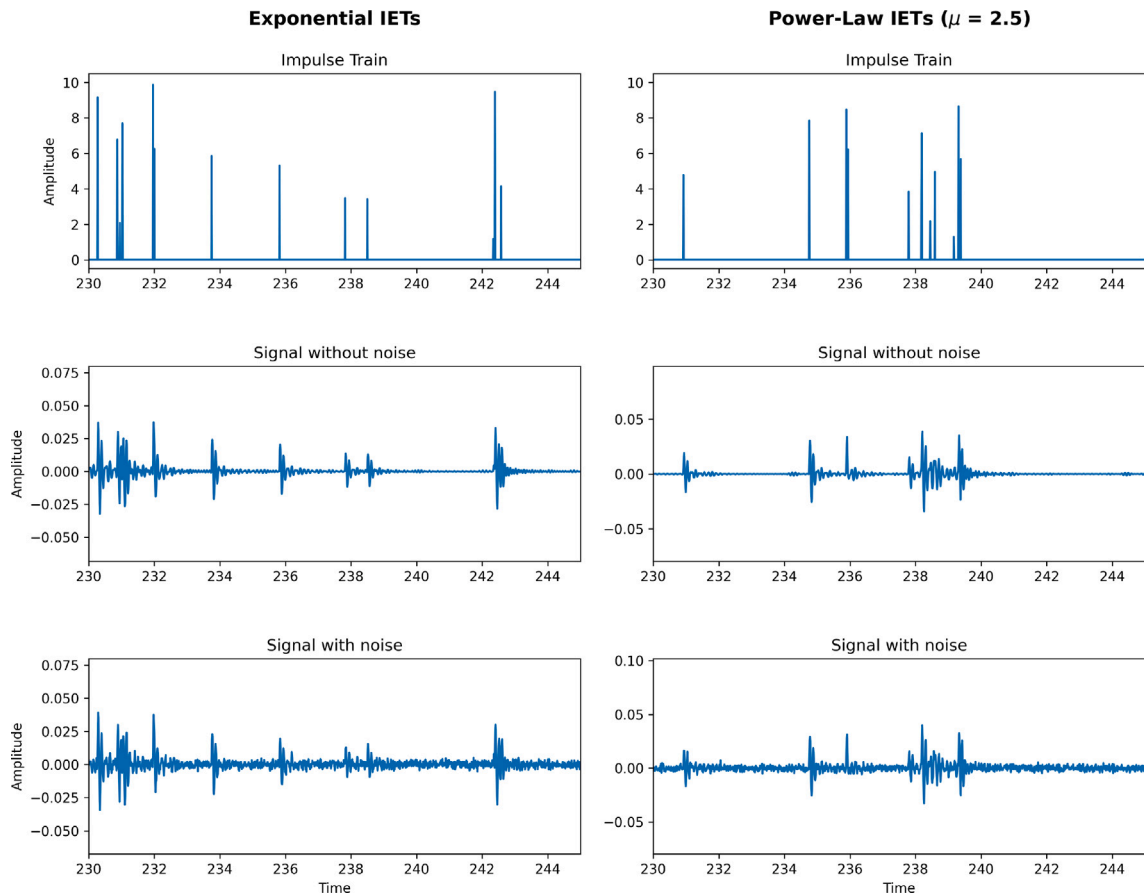 Exponential IETs
Power-Law IETs (μ = 2.5)
Impulse Train
10
8
6
4
2
0
Amplitude
230 232 234 236 238 240 242 244
Impulse Train
10
8
6
4
2
0
230 232 234 236 238 240 242 244
Signal without noise
0.075
0.050
0.025
0.000
−0.025
−0.050
Amplitude
230 232 234 236 238 240 242 244
Signal without noise
0.05
0.00
−0.05
230 232 234 236 238 240 242 244
Signal with noise
0.075
0.050
0.025
0.000
−0.025
−0.050
Amplitude
230 232 234 236 238 240 242 244
Time
Signal with noise
0.10
0.05
0.00
−0.05
230 232 234 236 238 240 242 244
Time